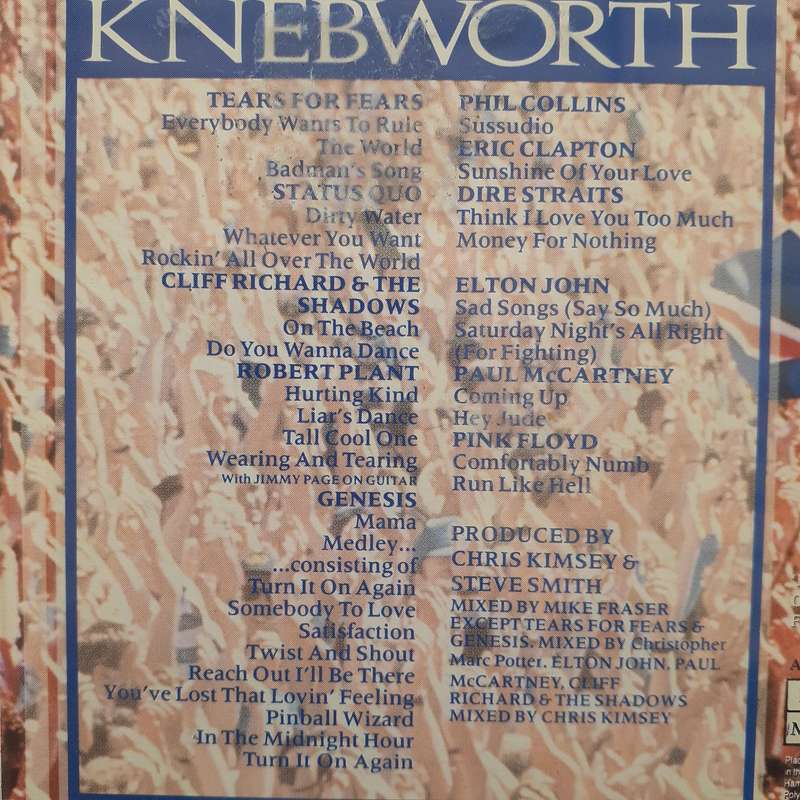 KNEBWORTH
TEARS FOR FEARS
Everybody Wants To Rule
The World
Badman's Song
STATUS QUO
Dirty Water
Whatever You Want
Rockin' All Over The World
CLIFF RICHARD & THE
SHADOWS
On The Beach
Do You Wanna Dance
ROBERT PLANT
Hurting Kind
Liar's Dance
Tall Cool One
Wearing And Tearing
With JIMMY PAGE ON GUITAR
GENESIS
Mama
Medley...
...consisting of
Turn It On Again
Somebody To Love
Satisfaction
Twist And Shout
Reach Out I'll Be There
You've Lost That Lovin' Feeling
Pinball Wizard
In The Midnight Hour
Turn It On Again
PHIL COLLINS
Sussudio
ERIC CLAPTON
Sunshine Of Your Love
DIRE STRAITS
Think I Love You Too Much
Money For Nothing
ELTON JOHN
Sad Songs (Say So Much)
Saturday Night's All Right
(For Fighting)
PAUL McCARTNEY
Coming Up
Hey Jude
PINK FLOYD
Comfortably Numb
Run Like Hell
PRODUCED BY
CHRIS KIMSEY &
STEVE SMITH
MIXED BY MIKE FRASER
EXCEPT TEARS FOR FEARS &
GENESIS. MIXED BY Christopher
Marc Potter. ELTON JOHN. PAUL
McCARTNEY. CLIFF
RICHARD & THE SHADOWS
MIXED BY CHRIS KIMSEY